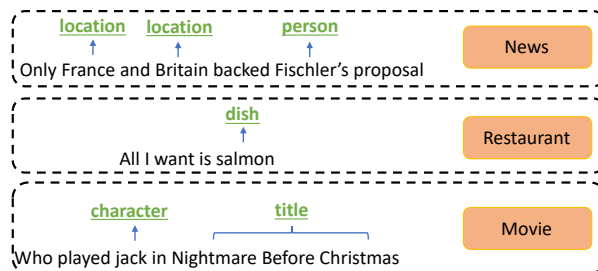 location location person
News
Only France and Britain backed Fischler's proposal
dish
Restaurant
All I want is salmon
character title
Movie
Who played jack in Nightmare Before Christmas